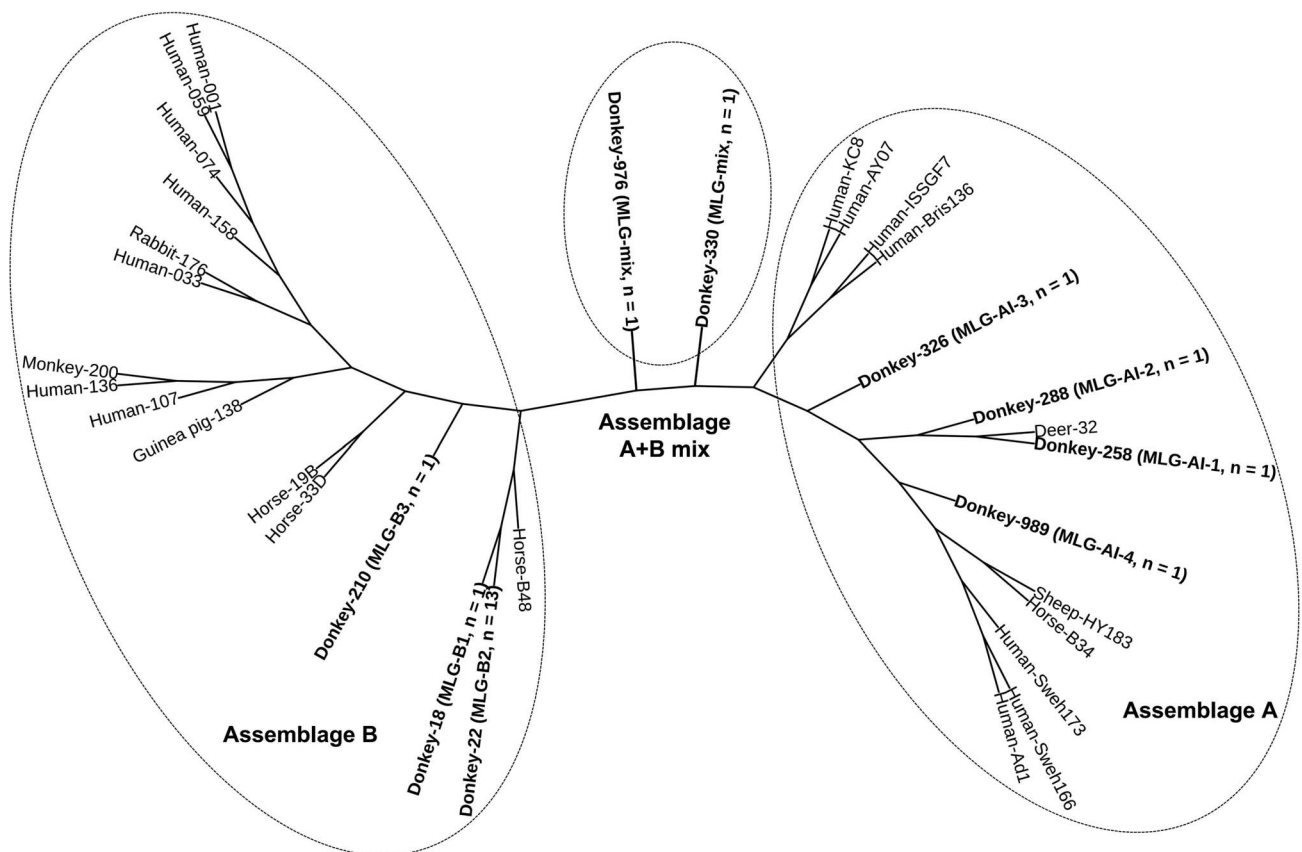 Human-001
Human-059
Human-074
Human-158
Rabbit-176
Human-033
Monkey-200
Human-136
Human-107
Guinea pig-138
Horse-19B
Horse-33D
Donkey-210 (MLG-B3, n = 1)
Donkey-18 (MLG-B1, n = 1)
Donkey-22 (MLG-B2, n = 13)
Horse-B48
Assemblage B
Donkey-976 (MLG-mix, n = 1)
Donkey-330 (MLG-mix, n = 1)
Assemblage
A+B mix
Human-KC8
Human-AY07
Human-ISSGF7
Human-Bris136
Donkey-326 (MLG-AI-3, n = 1)
Donkey-288 (MLG-AI-2, n = 1)
Deer-32
Donkey-258 (MLG-AI-1, n = 1)
Donkey-989 (MLG-AI-4, n = 1)
Sheep-HY183
Horse-B34
Human-Sweh173
Human-Sweh166
Human-Ad1
Assemblage A